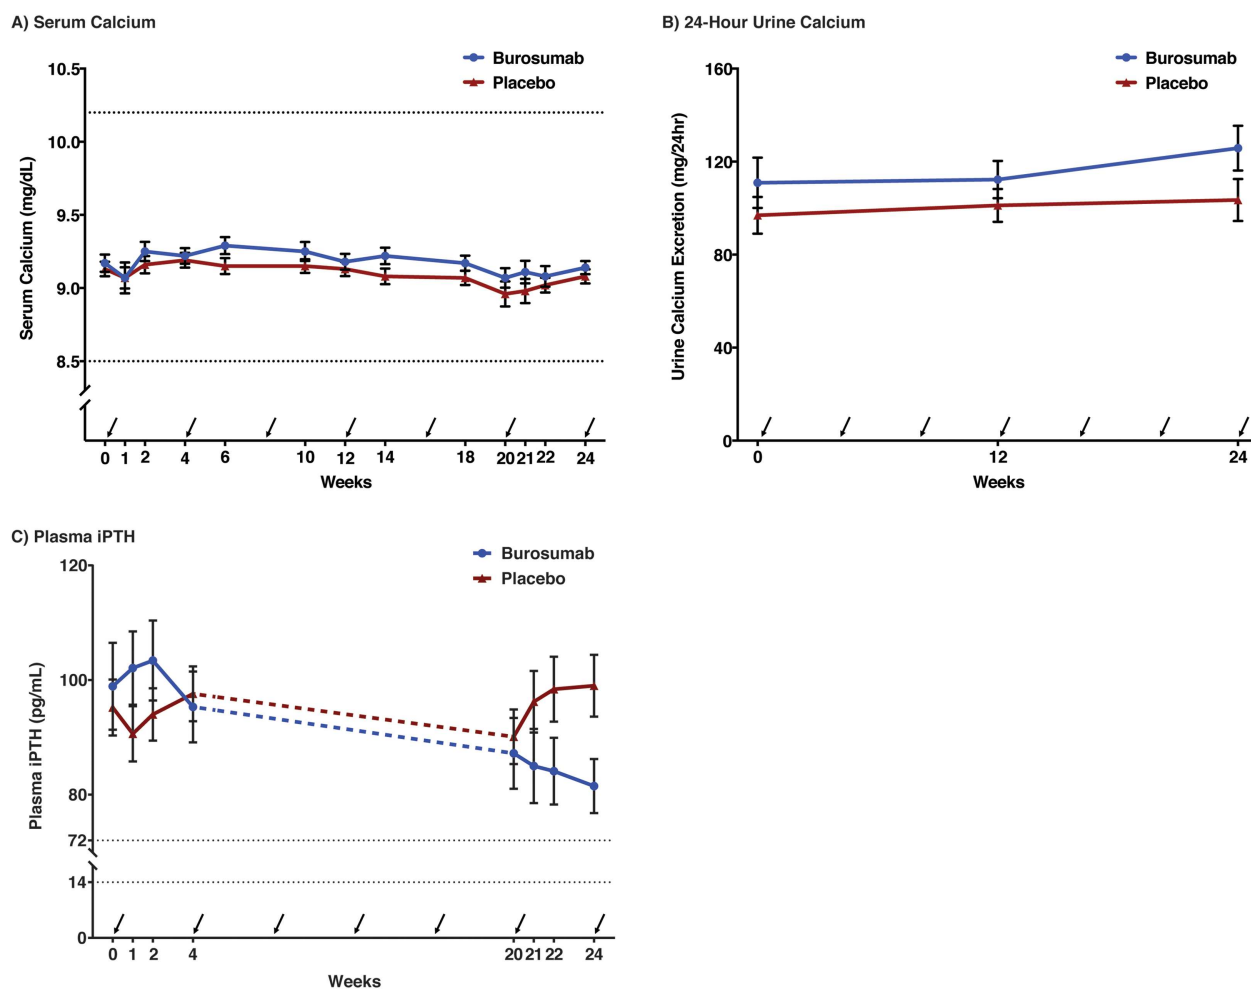 A) Serum Calcium
Burosumab
Placebo
10.5
10.0
9.5
9.0
8.5
Serum Calcium (mg/dL)
0 1 2 4 6 10 12 14 18 20 21 22 24
Weeks
B) 24-Hour Urine Calcium
Burosumab
Placebo
160
120
80
40
0
Urine Calcium Excretion (mg/24hr)
0 12 24
Weeks
C) Plasma iPTH
Burosumab
Placebo
120
100
80
72
14
0
Plasma iPTH (pg/mL)
0 1 2 4 20 21 22 24
Weeks